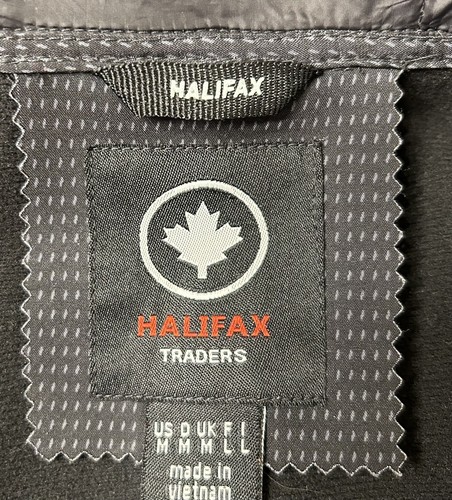 HALIFAX
HALIFAX
TRADERS
US D UK F I
M M M L L
made in
vietnam